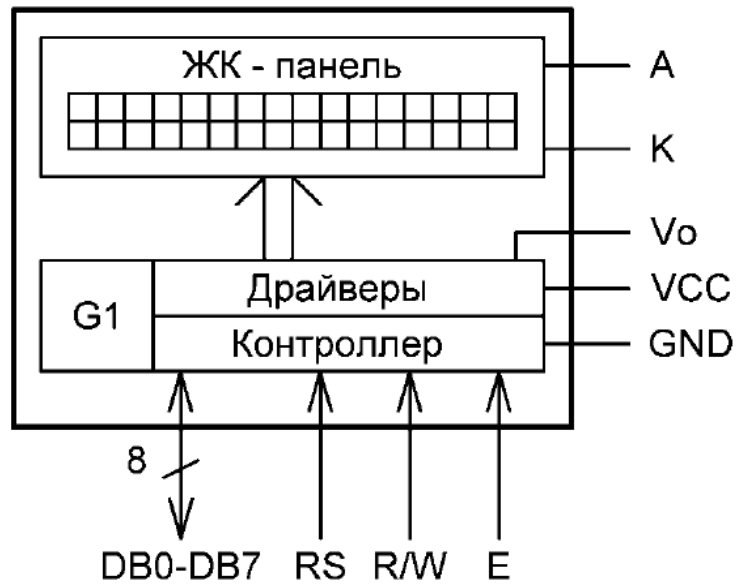 ЖК - панель
A
K
Vo
G1
Драйверы
VCC
Контроллер
GND
8
DB0-DB7
RS
R/W
E